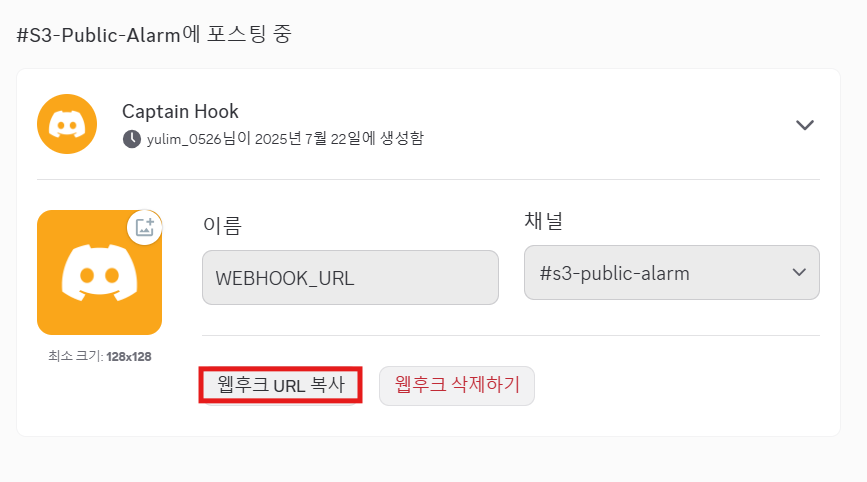 #S3-Public-Alarm에 포스팅 중
Captain Hook
yulim_0526님이 2025년 7월 22일에 생성함
이름
채널
WEBHOOK_URL
#s3-public-alarm
최소 크기: 128x128
웹후크 URL 복사
웹후크 삭제하기